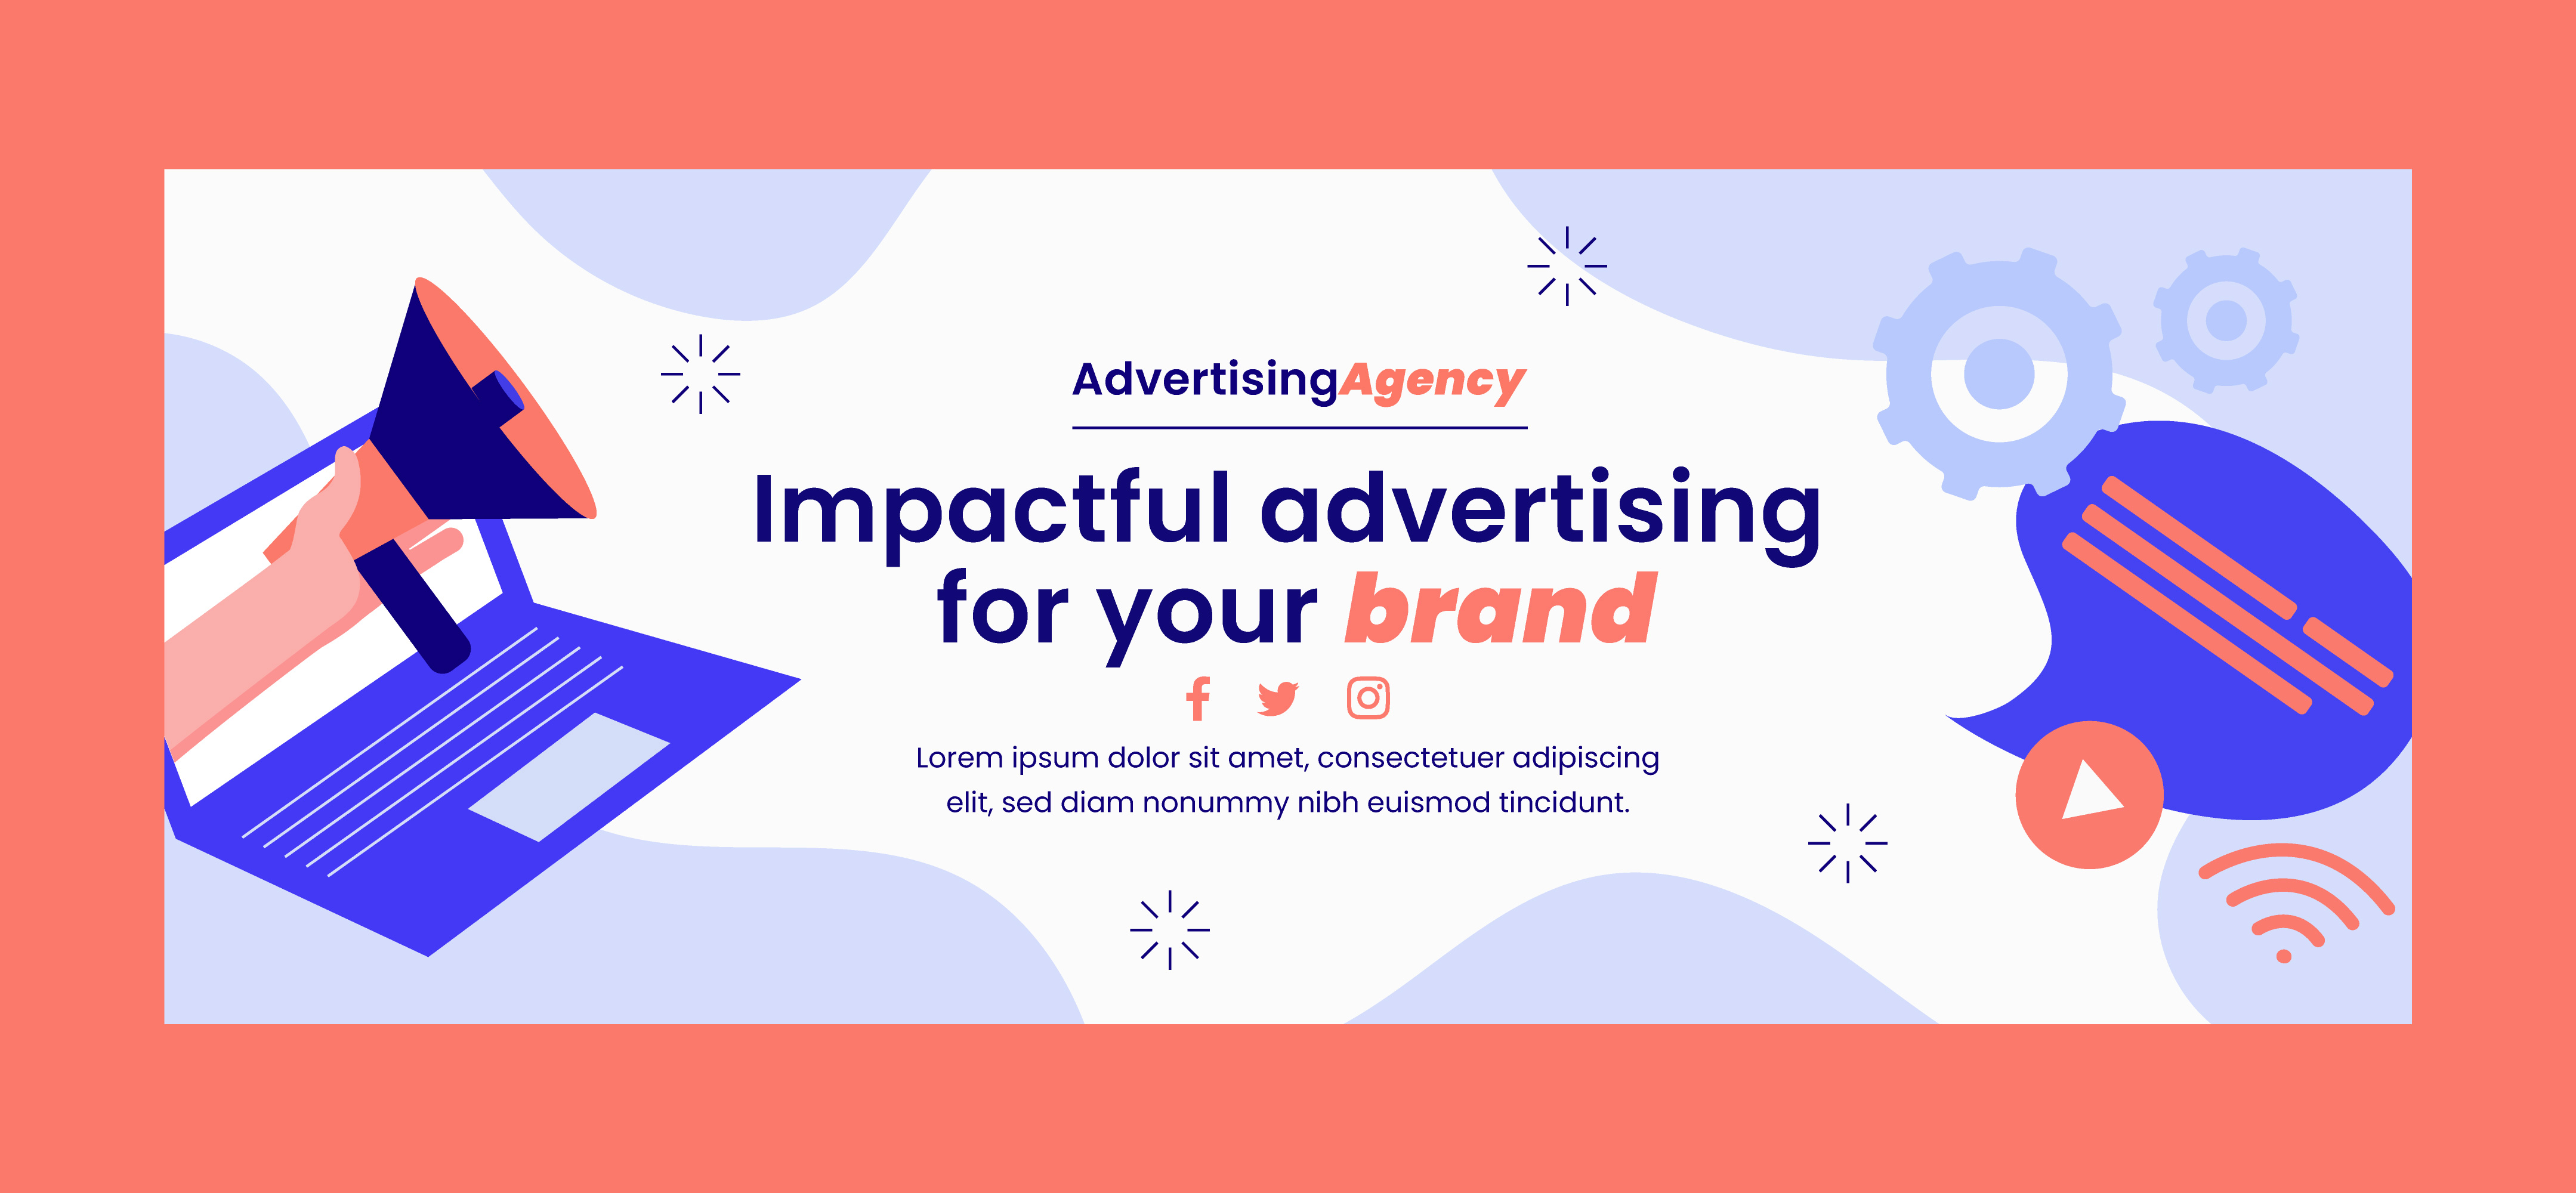 AdvertisingAgency
Impactful advertising
for your brand
Lorem ipsum dolor sit amet, consectetuer adipiscing
elit, sed diam nonummy nibh euismod tincidunt.